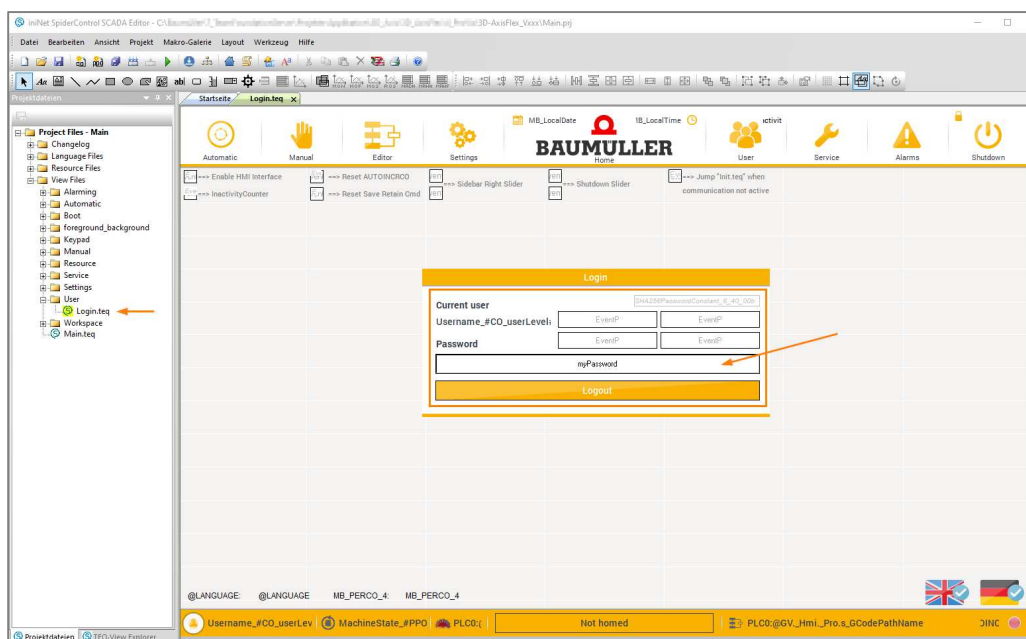 iniNet SpiderControl SCADA Editor - C:\ 3D-AxisFlex_Vxxx\Main.prj
Datei Bearbeiten Ansicht Projekt Makro-Galerie Layout Werkzeug Hilfe
Projektdateien
Startseite Login.teq x
Project Files - Main
Changelog
Language Files
Resource Files
View Files
Alarming
Automatic
Boot
foreground_background
Keypad
Manual
Resource
Service
Settings
User
Login.teq
Workspace
Main.teq
MB_LocalDate IB_LocalTime ictivit
BAUMÜLLER
Automatic Manual Editor Settings Home User Service Alarms Shutdown
==> Enable HMI Interface ==> Reset AUTOINCRCO ==> Sidebar Right Slider ==> Shutdown Slider ==> Jump "Init.teq" when
communication not active
==> InactivityCounter ==> Reset Save Retain Cmd
Login
Current user SHA256PasswordConstant_6_40_00b
Username_#CO_userLevel: EventP EventP
Password EventP EventP
myPassword
Logout
@LANGUAGE: @LANGUAGE MB_PERCO_4: MB_PERCO_4
Username_#CO_userLev MachineState_#PPO PLC0:( Not homed PLC0:@GV._Hmi._Pro.s_GCodePathName DINC
Projektdateien TEQ-View Explorer